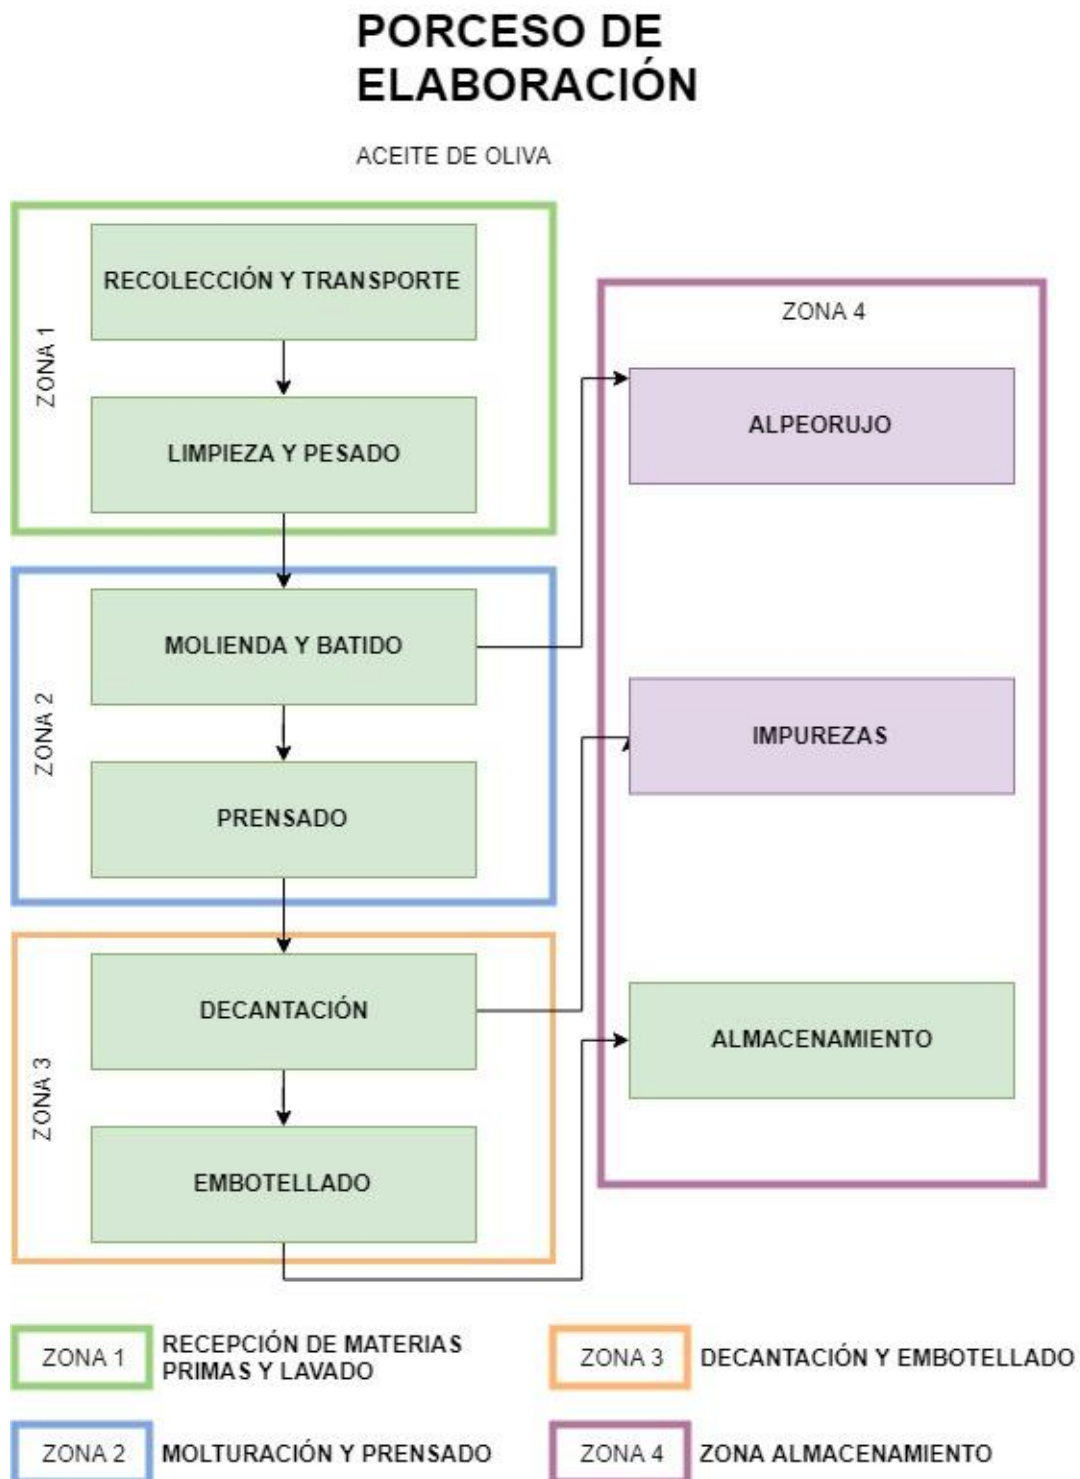 PORCESO DE
ELABORACIÓN
ACEITE DE OLIVA
ZONA 1
RECOLECCIÓN Y TRANSPORTE
LIMPIEZA Y PESADO
ZONA 2
MOLIENDA Y BATIDO
PRENSADO
ZONA 3
DECANTACIÓN
EMBOTELLADO
ZONA 4
ALPEORUJO
IMPUREZAS
ALMACENAMIENTO
ZONA 1
RECEPCIÓN DE MATERIAS
PRIMAS Y LAVADO
ZONA 3
DECANTACIÓN Y EMBOTELLADO
ZONA 2
MOLTURACIÓN Y PRENSADO
ZONA 4
ZONA ALMACENAMIENTO